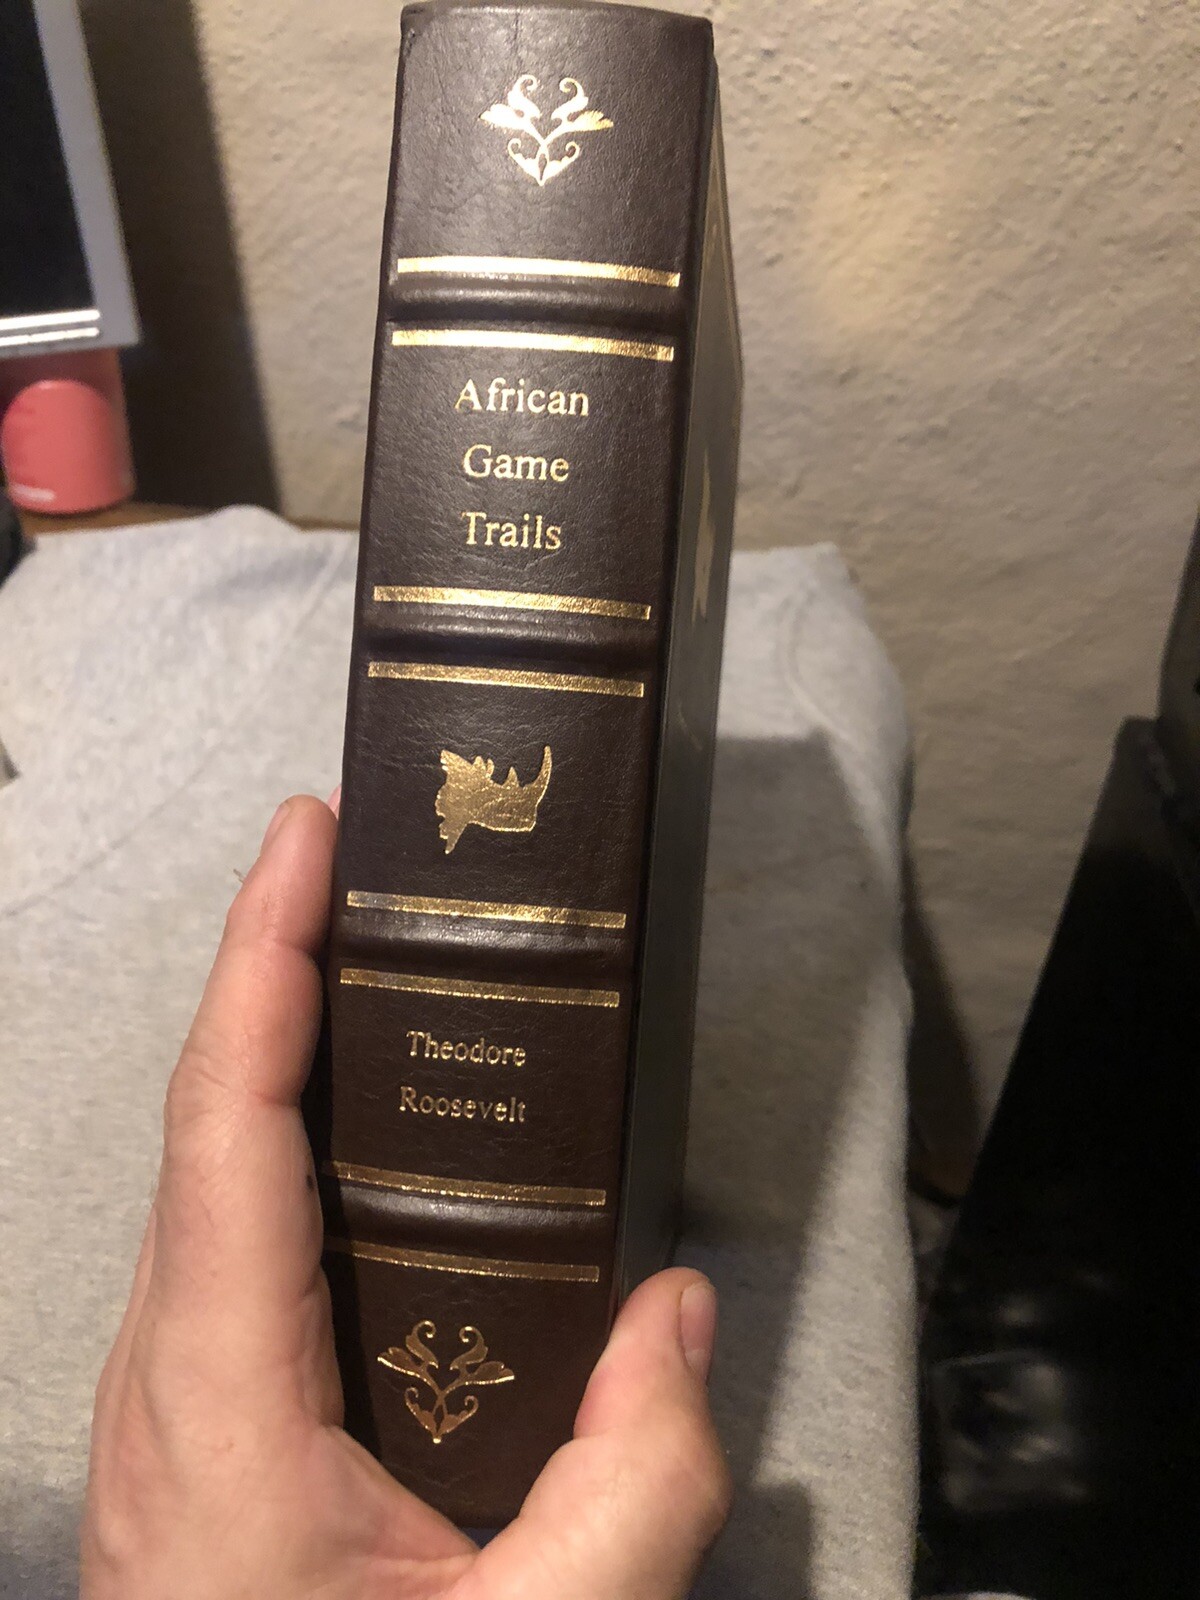 African
Game
Trails
Theodore
Roosevelt